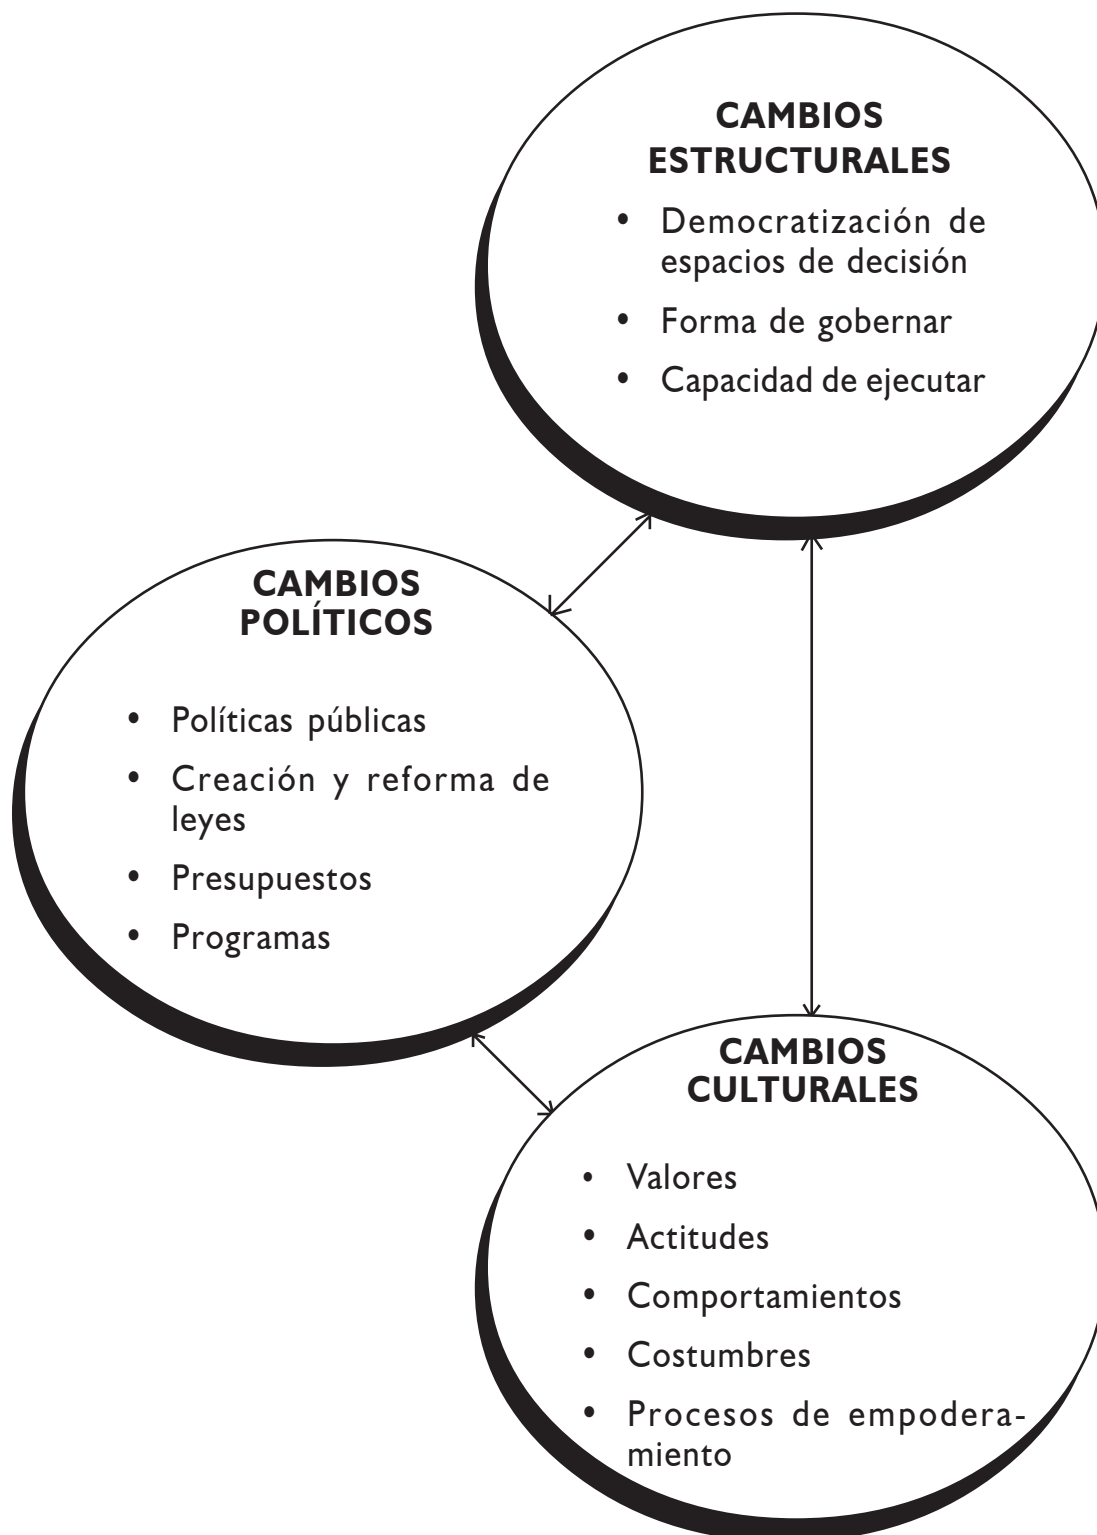 CAMBIOS
ESTRUCTURALES
• Democratización de
espacios de decisión
• Forma de gobernar
• Capacidad de ejecutar
CAMBIOS
POLÍTICOS
• Políticas públicas
• Creación y reforma de
leyes
• Presupuestos
• Programas
CAMBIOS
CULTURALES
• Valores
• Actitudes
• Comportamientos
• Costumbres
• Procesos de empodera-
miento